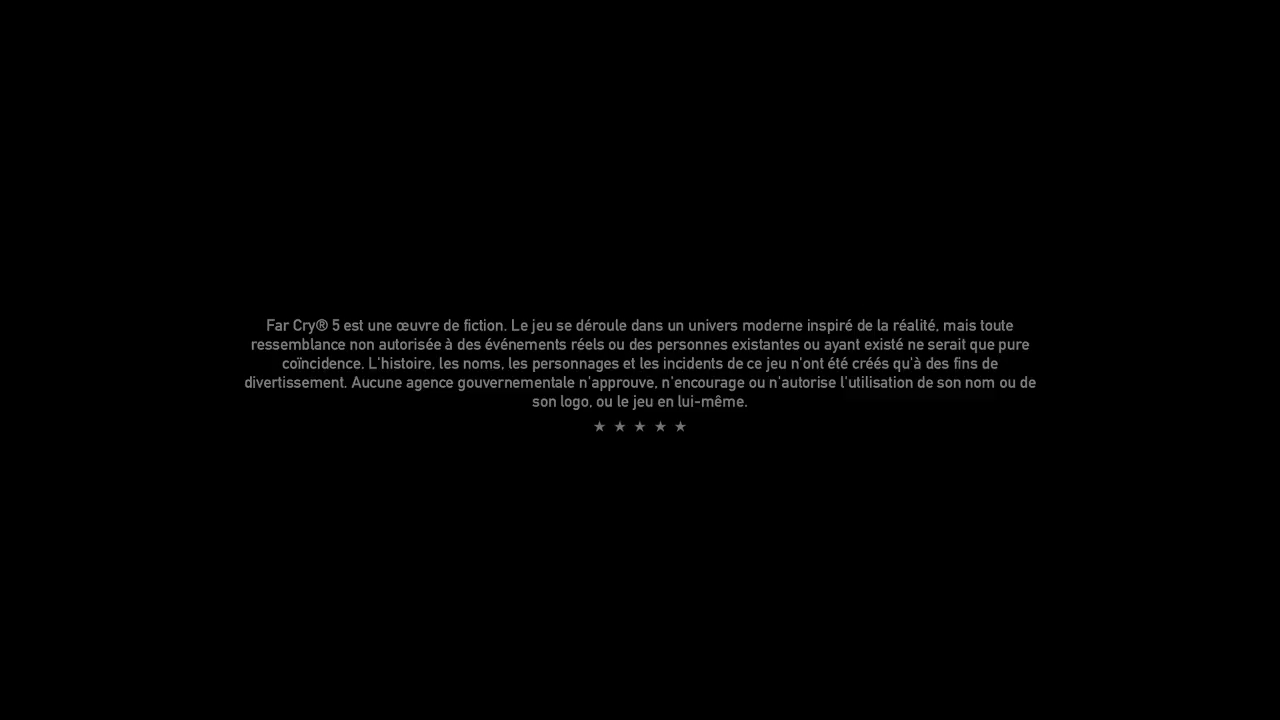 Far Cry® 5 est une œuvre de fiction. Le jeu se déroule dans un univers moderne inspiré de la réalité, mais toute
ressemblance non autorisée à des événements réels ou des personnes existantes ou ayant existé ne serait que pure
coïncidence. L'histoire, les noms, les personnages et les incidents de ce jeu n'ont été créés qu'à des fins de
divertissement. Aucune agence gouvernementale n'approuve, n'encourage ou n'autorise l'utilisation de son nom ou de
son logo, ou le jeu en lui-même.
★ ★ ★ ★ ★